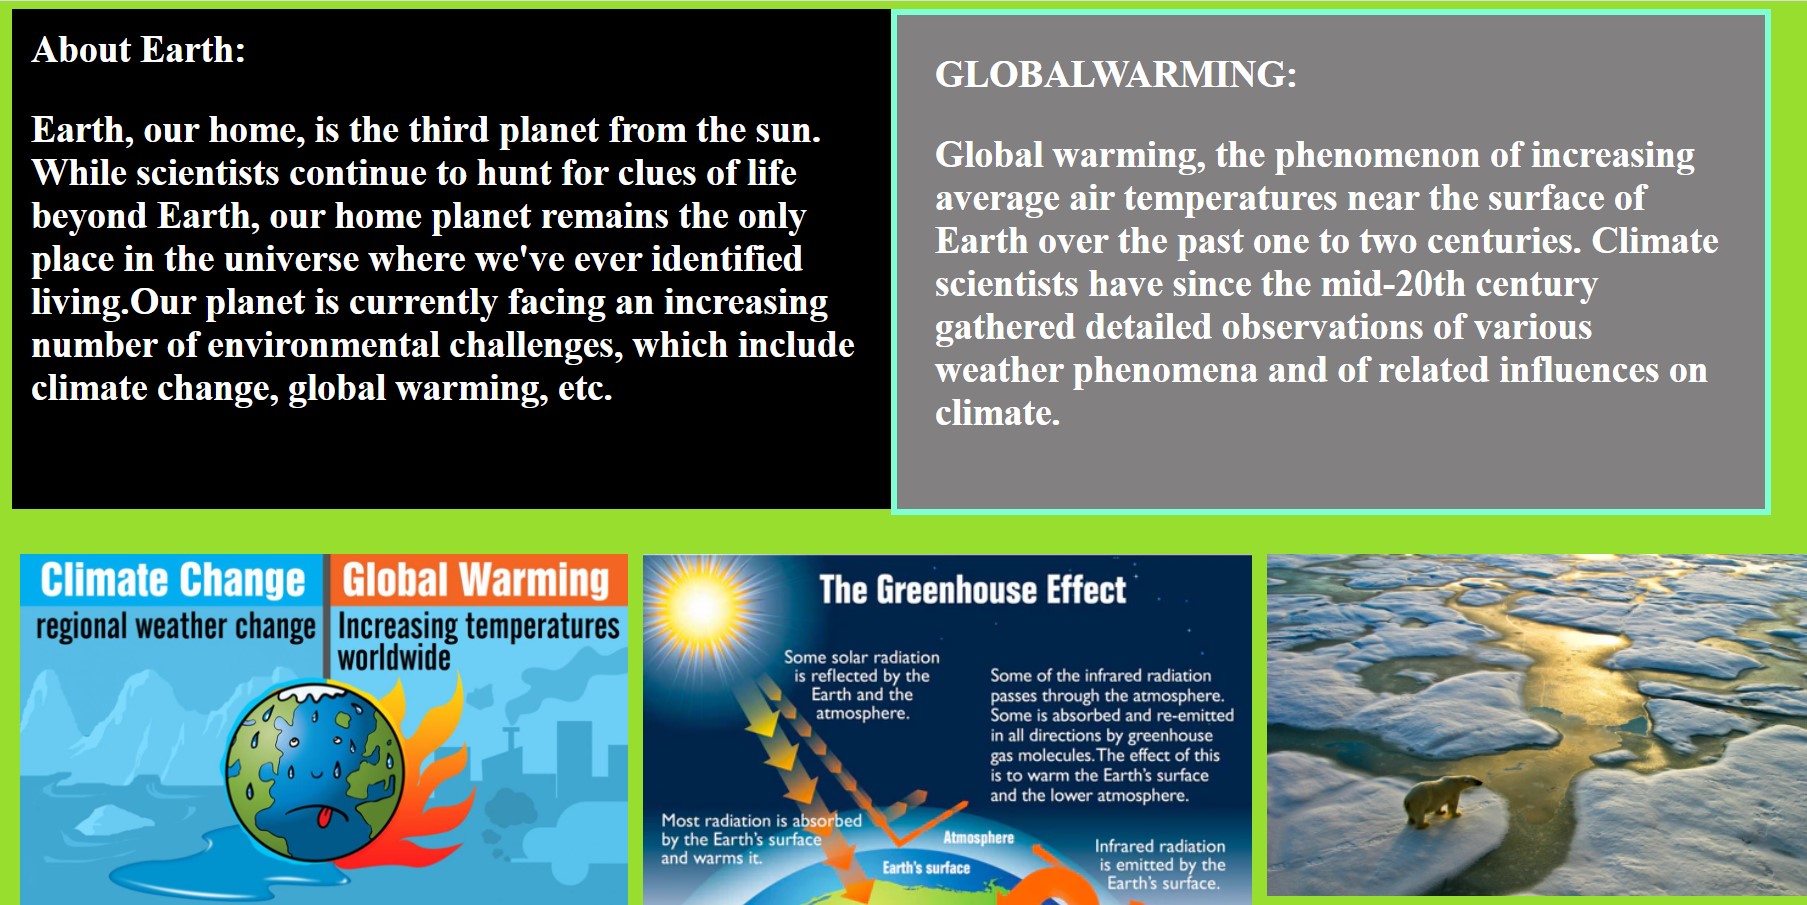 About Earth:
Earth, our home, is the third planet from the sun.
While scientists continue to hunt for clues of life
beyond Earth, our home planet remains the only
place in the universe where we've ever identified
living.Our planet is currently facing an increasing
number of environmental challenges, which include
climate change, global warming, etc.
GLOBALWARMING:
Global warming, the phenomenon of increasing
average air temperatures near the surface of
Earth over the past one to two centuries. Climate
scientists have since the mid-20th century
gathered detailed observations of various
weather phenomena and of related influences on
climate.
Climate Change
regional weather change
Global Warming
Increasing temperatures
worldwide
The Greenhouse Effect
Some solar radiation
is reflected by the
Earth and the
atmosphere.
Some of the infrared radiation
passes through the atmosphere.
Some is absorbed and re-emitted
in all directions by greenhouse
gas molecules. The effect of this
is to warm the Earth's surface
and the lower atmosphere.
Most radiation is absorbed
by the Earth's surface
and warms it.
Atmosphere
Earth's surface
Infrared radiation
is emitted by the
Earth's surface.